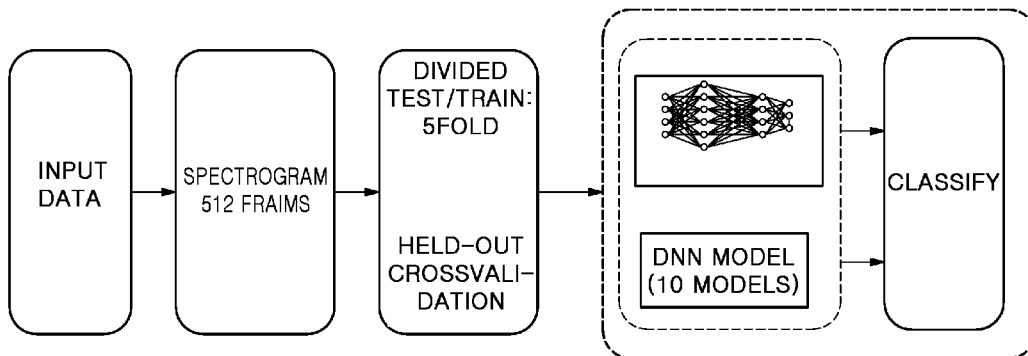 INPUT
DATA
SPECTROGRAM
512 FRAIMS
DIVIDED
TEST/TRAIN:
5FOLD
HELD-OUT
CROSSVALI-
DATION
DNN MODEL
(10 MODELS)
CLASSIFY